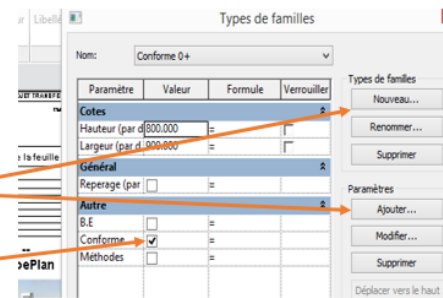 ur Libellé
Types de familles
Nom: Conforme 0+
Paramètre Valeur Formule Verrouiller
Cotes
Hauteur (par d 800.000 =
Largeur (par d 900.000 =
Général
Reperage (par =
Autre
B.E =
Conforme =
Méthodes =
Types de familles
Nouveau...
Renommer...
Supprimer
Paramètres
Ajouter...
Modifier...
Supprimer
Déplacer vers le haut
e la feuille
pePlan